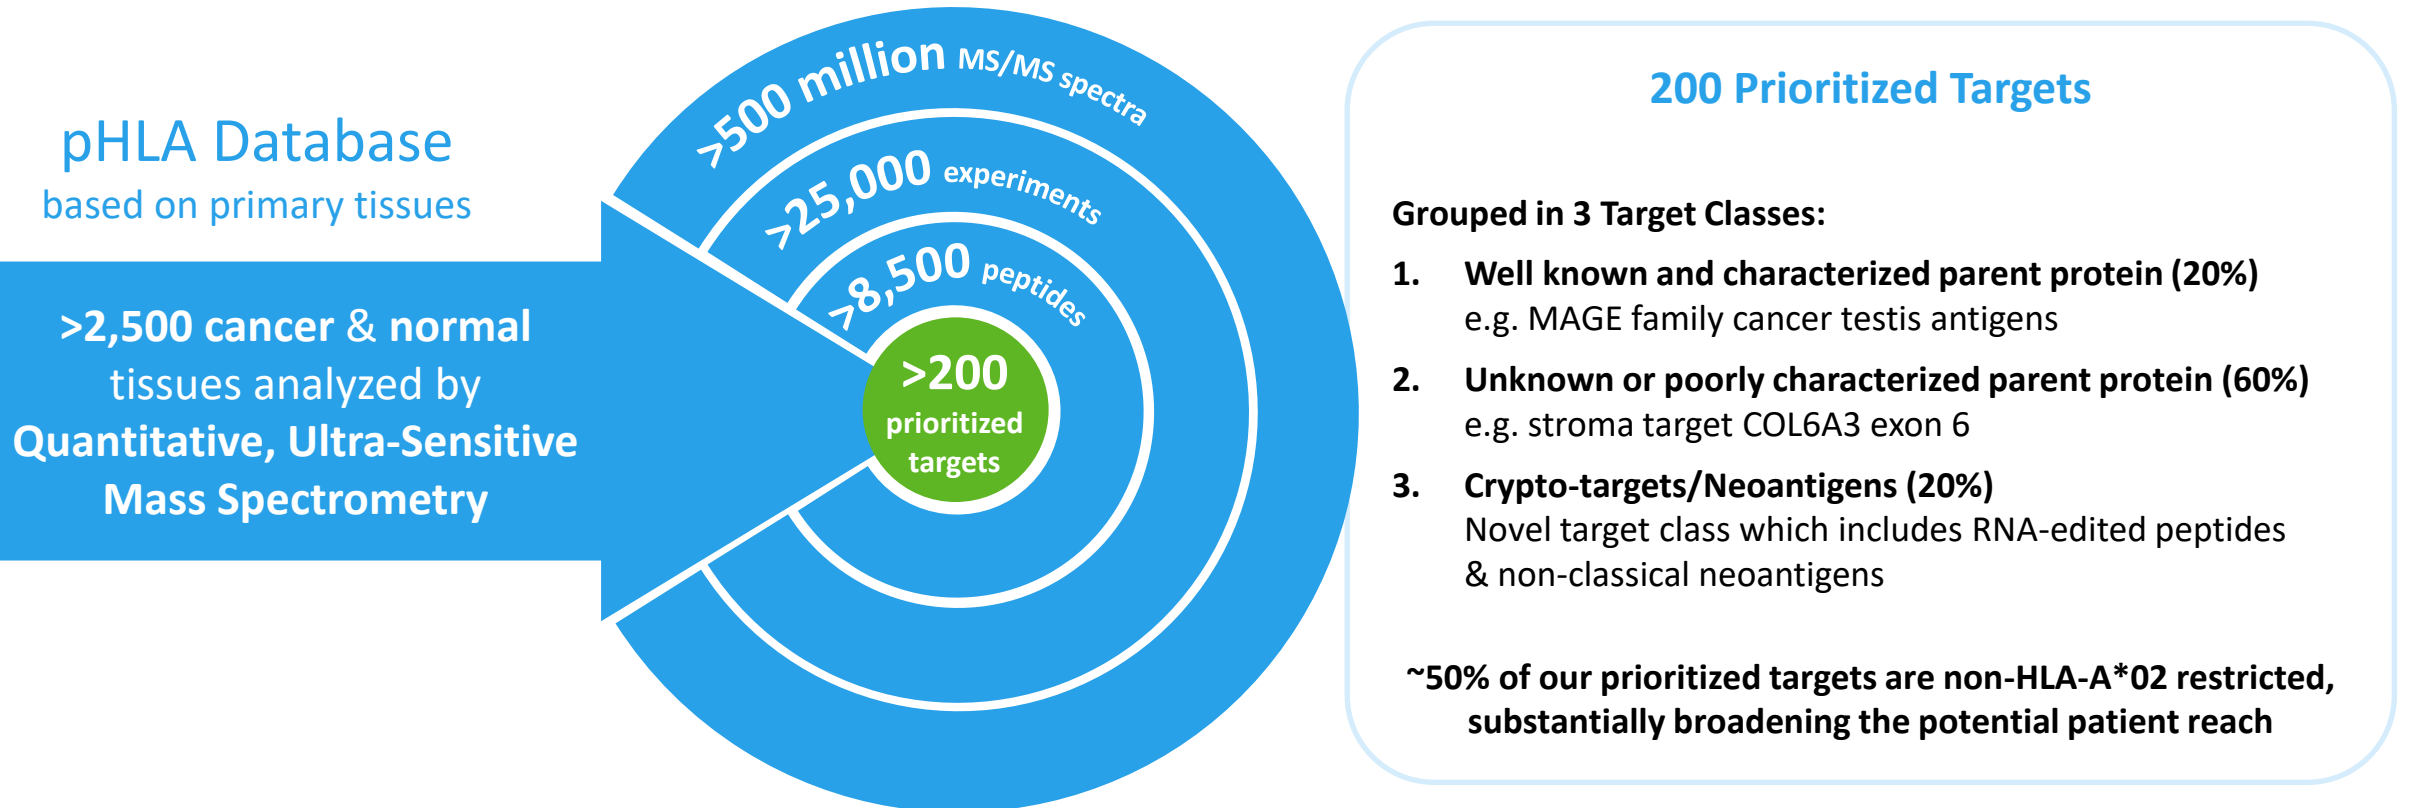 pHLA Database
based on primary tissues
>2,500 cancer & normal
tissues analyzed by
Quantitative, Ultra-Sensitive
Mass Spectrometry
>500 million MS/MS spectra
>25,000 experiments
>8,500 peptides
>200
prioritized
targets
200 Prioritized Targets
Grouped in 3 Target Classes:
1. Well known and characterized parent protein (20%)
e.g. MAGE family cancer testis antigens
2. Unknown or poorly characterized parent protein (60%)
e.g. stroma target COL6A3 exon 6
3. Crypto-targets/Neoantigens (20%)
Novel target class which includes RNA-edited peptides
& non-classical neoantigens
~50% of our prioritized targets are non-HLA-A*02 restricted,
substantially broadening the potential patient reach